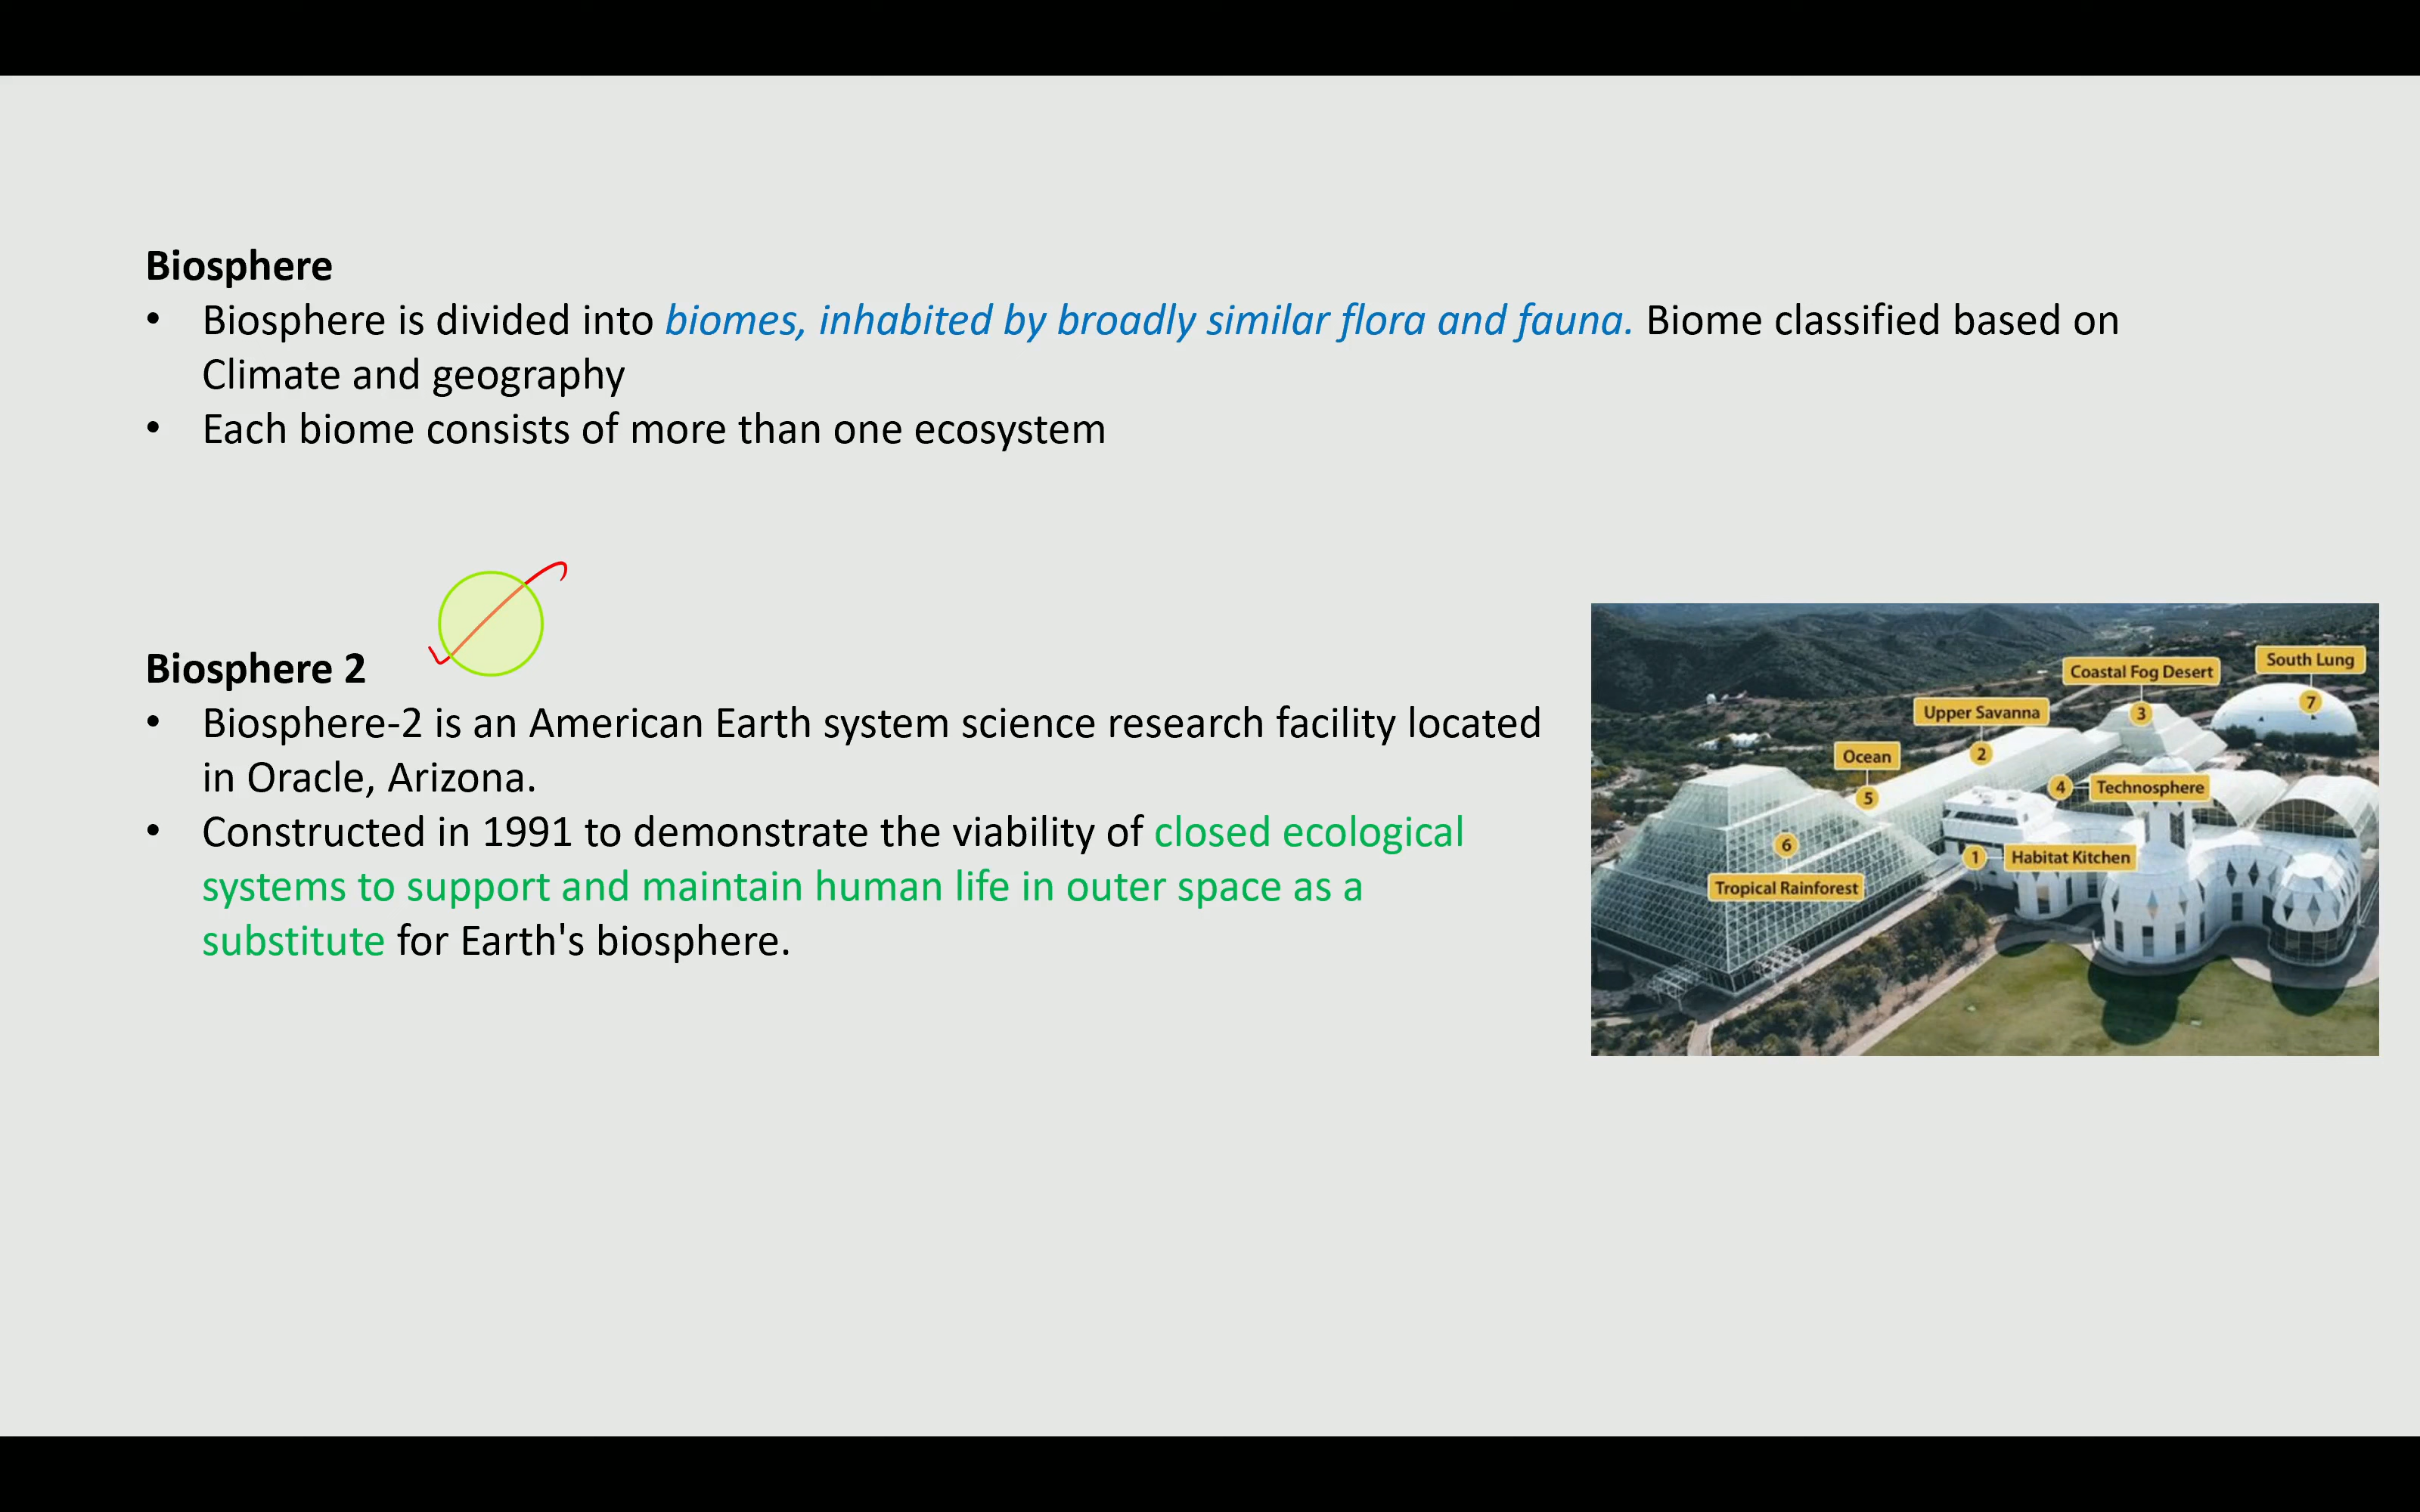 Biosphere
• Biosphere is divided into biomes, inhabited by broadly similar flora and fauna. Biome classified based on
Climate and geography
• Each biome consists of more than one ecosystem
Biosphere 2
• Biosphere-2 is an American Earth system science research facility located
in Oracle, Arizona.
• Constructed in 1991 to demonstrate the viability of closed ecological
systems to support and maintain human life in outer space as a
substitute for Earth's biosphere.
South Lung
7
Coastal Fog Desert
3
Upper Savanna
2
Ocean
5
4 Technosphere
6
Tropical Rainforest
1 Habitat Kitchen